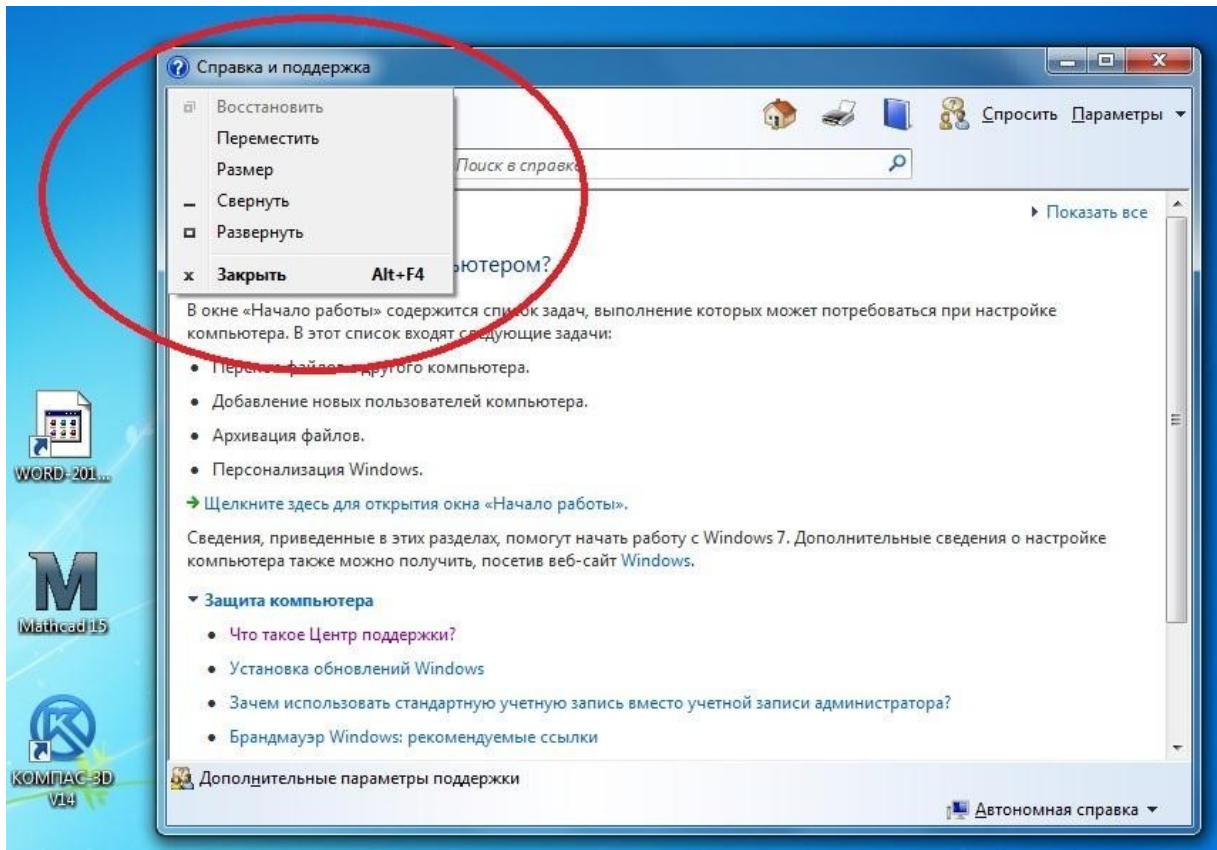 Справка и поддержка
Восстановить
Переместить
Размер
Свернуть
Развернуть
Закрыть Alt+F4
Спросить Параметры
Поиск в справке
Показать все
ьютером?
В окне «Начало работы» содержится список задач, выполнение которых может потребоваться при настройке
компьютера. В этот список входят следующие задачи:
Перенос файлов с другого компьютера.
Добавление новых пользователей компьютера.
Архивация файлов.
Персонализация Windows.
Щелкните здесь для открытия окна «Начало работы».
Сведения, приведенные в этих разделах, помогут начать работу с Windows 7. Дополнительные сведения о настройке
компьютера также можно получить, посетив веб-сайт Windows.
Защита компьютера
Что такое Центр поддержки?
Установка обновлений Windows
Зачем использовать стандартную учетную запись вместо учетной записи администратора?
Брандмауэр Windows: рекомендуемые ссылки
Дополнительные параметры поддержки
Автономная справка
WORD-201...
Mathcad 15
КОМПАС-3D
V14